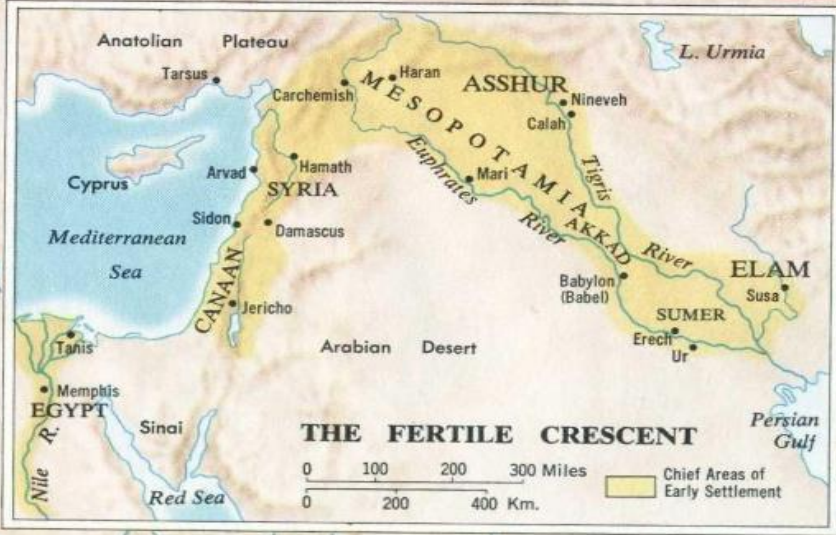 Anatolian Plateau
L. Urmia
Tarsus
Haran
Carchemish
ASSHUR
MESOPOTAMIA
Nineveh
Calah
Cyprus
Arvad
Hamath
SYRIA
Euphrates
River
Mari
Tigris
River
Sidon
Damascus
AKKAD
Mediterranean
Sea
ELAM
Susa
Babylon
(Babel)
CANAAN
Jericho
SUMER
Erech
Ur
Tanis
Arabian Desert
Memphis
EGYPT
Sinai
Nile R.
Red Sea
Persian
Gulf
THE FERTILE CRESCENT
0 100 200 300 Miles
0 200 400 Km.
Chief Areas of
Early Settlement